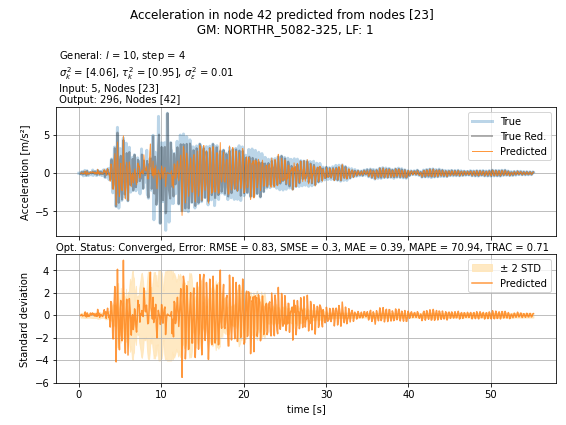 Acceleration in node 42 predicted from nodes [23]
GM: NORTHR_5082-325, LF: 1
General: l = 10, step = 4
σ²ₖ = [4.06], τ²ₖ = [0.95], σ²ε = 0.01
Input: 5, Nodes [23]
Output: 296, Nodes [42]
True
True Red.
Predicted
5
0
−5
Acceleration [m/s²]
Opt. Status: Converged, Error: RMSE = 0.83, SMSE = 0.3, MAE = 0.39, MAPE = 70.94, TRAC = 0.71
± 2 STD
Predicted
4
2
0
−2
−4
−6
Standard deviation
0 10 20 30 40 50
time [s]